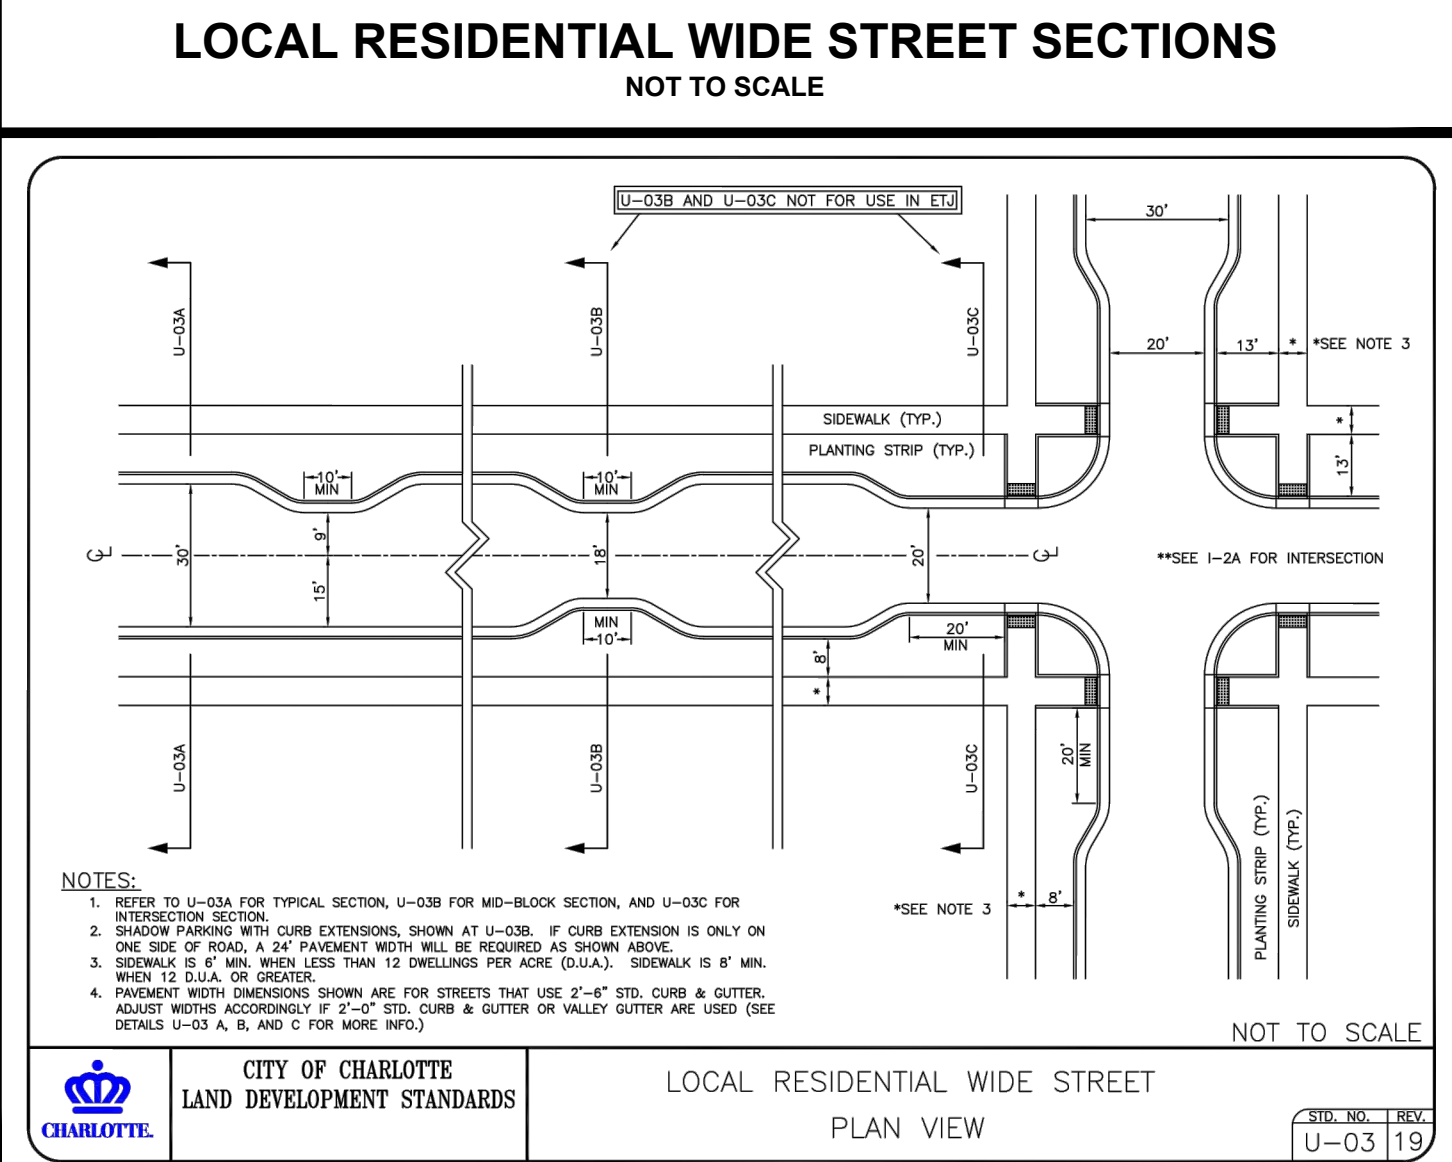 LOCAL RESIDENTIAL WIDE STREET SECTIONS
NOT TO SCALE
U-03B AND U-03C NOT FOR USE IN ETJ
30'
U-03A
U-03B
U-03C
20'
13'
*
*SEE NOTE 3
SIDEWALK (TYP.)
PLANTING STRIP (TYP.)
*
13'
10'
MIN
10'
MIN
30'
9'
15'
18'
20'
**SEE I-2A FOR INTERSECTION
MIN
10'
20'
MIN
8'
*
U-03A
U-03B
U-03C
20'
MIN
*SEE NOTE 3
*
8'
PLANTING STRIP (TYP.)
SIDEWALK (TYP.)
NOTES:
1. REFER TO U-03A FOR TYPICAL SECTION, U-03B FOR MID-BLOCK SECTION, AND U-03C FOR
INTERSECTION SECTION.
2. SHADOW PARKING WITH CURB EXTENSIONS, SHOWN AT U-03B. IF CURB EXTENSION IS ONLY ON
ONE SIDE OF ROAD, A 24' PAVEMENT WIDTH WILL BE REQUIRED AS SHOWN ABOVE.
3. SIDEWALK IS 6' MIN. WHEN LESS THAN 12 DWELLINGS PER ACRE (D.U.A.). SIDEWALK IS 8' MIN.
WHEN 12 D.U.A. OR GREATER.
4. PAVEMENT WIDTH DIMENSIONS SHOWN ARE FOR STREETS THAT USE 2'-6" STD. CURB & GUTTER.
ADJUST WIDTHS ACCORDINGLY IF 2'-0" STD. CURB & GUTTER OR VALLEY GUTTER ARE USED (SEE
DETAILS U-03 A, B, AND C FOR MORE INFO.)
NOT TO SCALE
CHARLOTTE.
CITY OF CHARLOTTE
LAND DEVELOPMENT STANDARDS
LOCAL RESIDENTIAL WIDE STREET
PLAN VIEW
STD. NO. REV.
U-03 19